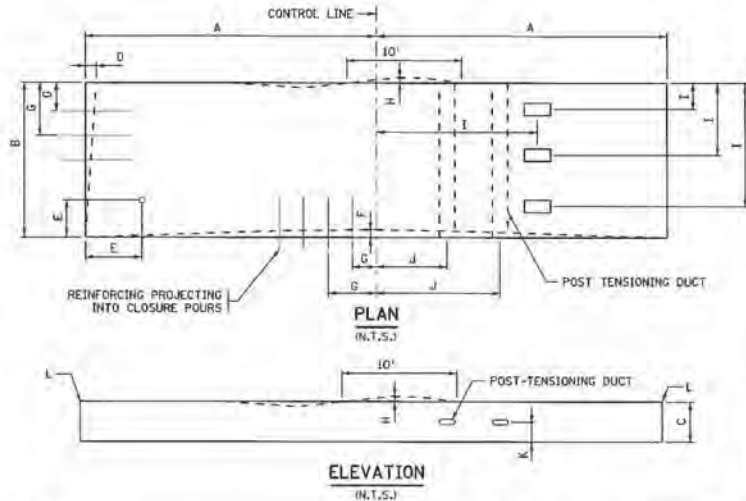 CONTROL LINE
A
A
10'
D
G
G
B
H
I
I
I
I
E
E
F
G
J
G
J
REINFORCING PROJECTING
INTO CLOSURE POURS
POST TENSIONING DUCT
PLAN
(N.T.S.)
10'
L
L
POST-TENSIONING DUCT
H
K
C
ELEVATION
(N.T.S.)